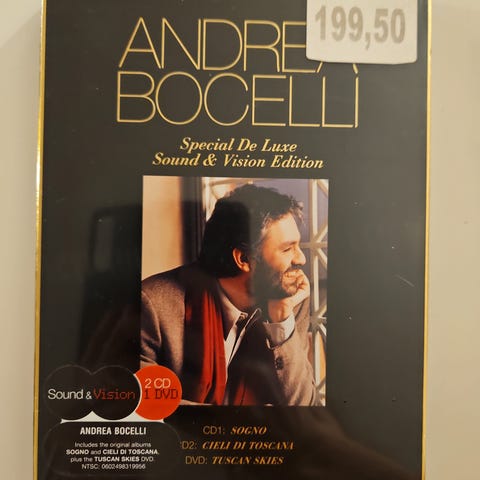 199,50
ANDREA
BOCELLI
Special De Luxe
Sound & Vision Edition
Sound & Vision
2 CD
1 DVD
ANDREA BOCELLI
Includes the original albums
SOGNO and CIELI DI TOSCANA,
plus the TUSCAN SKIES DVD.
NTSC: 0602498319956
CD1: SOGNO
CD2: CIELI DI TOSCANA
DVD: TUSCAN SKIES